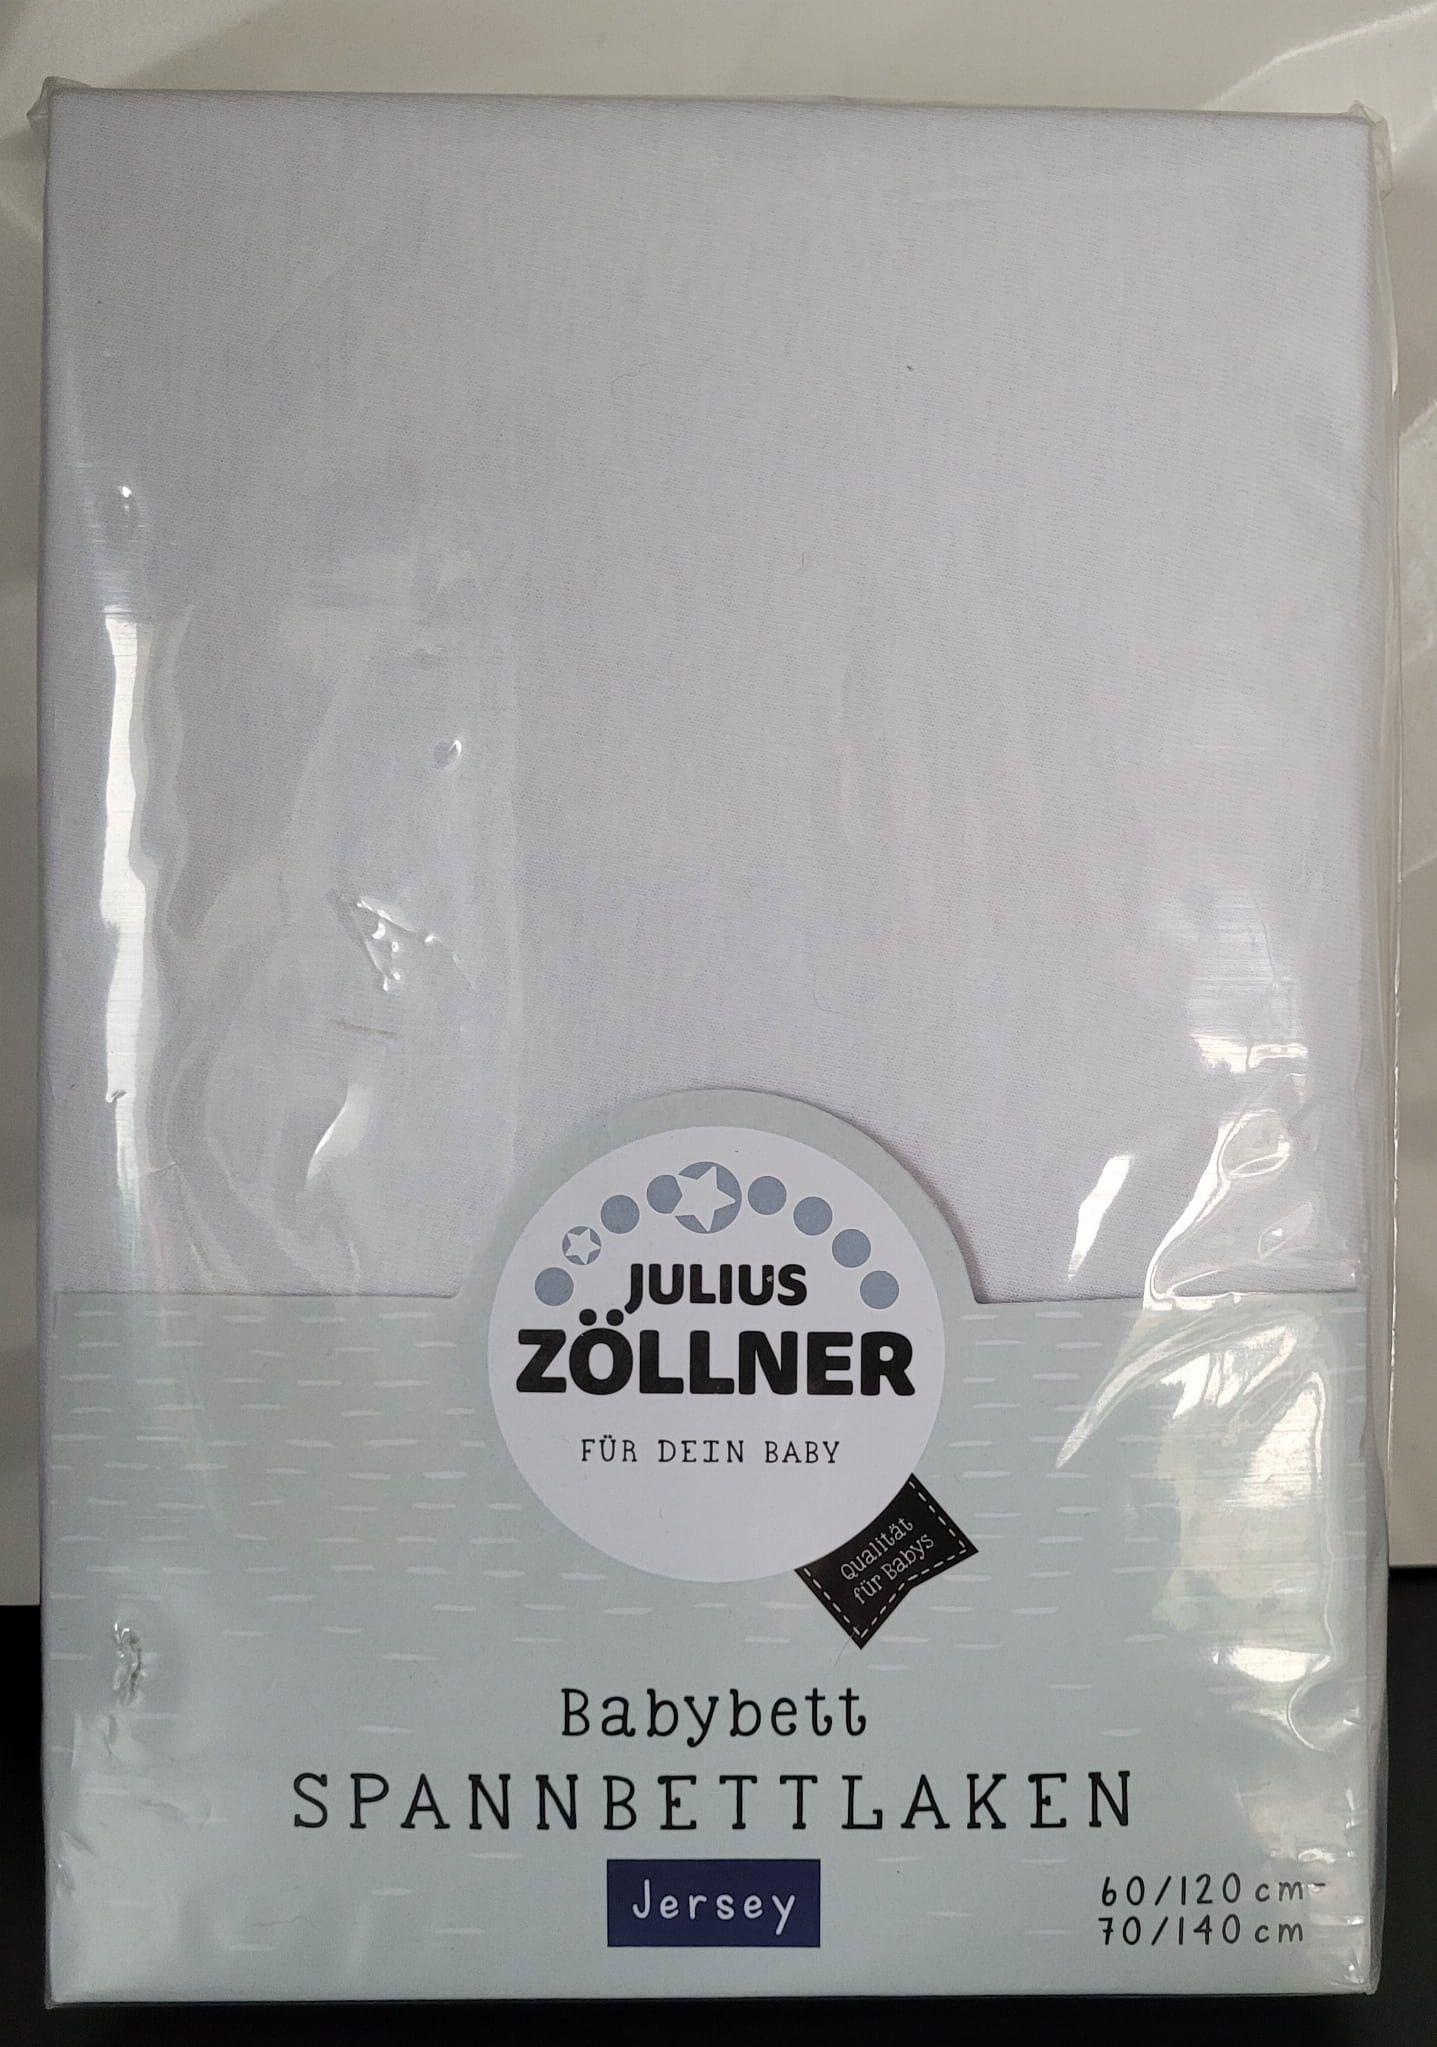 JULIUS
ZÖLLNER
FÜR DEIN BABY
Qualität
für Babys
Babybett
SPANNBETTLAKEN
Jersey
60/120 cm-
70/140 cm